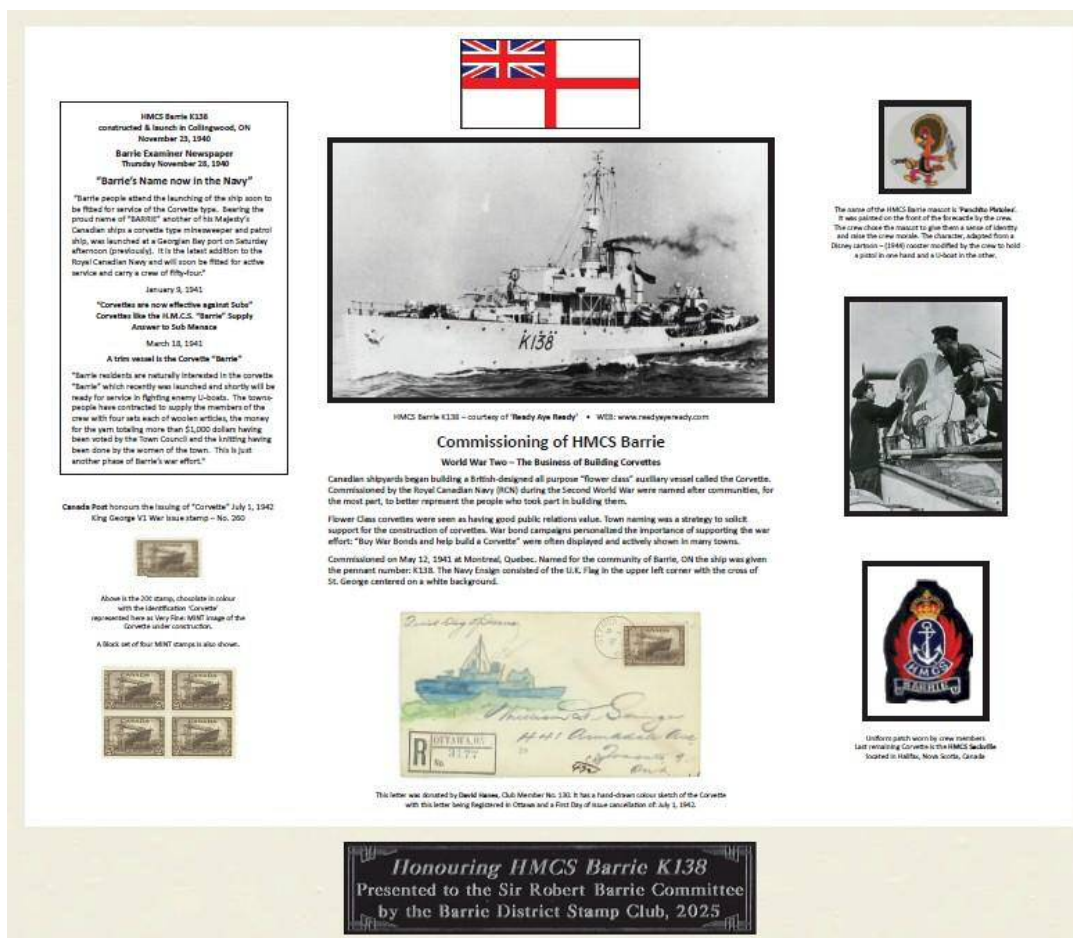 HMCS Barrie K138
constructed & launch in Collingwood, ON
November 23, 1940
Barrie Examiner Newspaper
Thursday November 28, 1940
"Barrie's Name now in the Navy"
"Barrie people attend the launching of the ship soon to
be fitted for service of the Corvette type. Bearing the
proud name of "BARRIE" another of his Majesty's
Canadian ships a corvette type minesweeper and patrol
ship, was launched at a Georgian Bay port on Saturday
afternoon (previously). It is the latest addition to the
Royal Canadian Navy and will soon be fitted for active
service and carry a crew of fifty-four."
January 9, 1941
"Corvettes are now effective against Subs"
Corvettes like the H.M.C.S. "Barrie" Supply
Answer to Sub Menace
March 18, 1941
A trim vessel is the Corvette "Barrie"
"Barrie residents are naturally interested in the corvette
"Barrie" which recently was launched and shortly will be
ready for service in fighting enemy U-boats. The towns-
people have contracted to supply the members of the
crew with four sets each of woolen articles, the money
for the yarn totaling more than $1,000 dollars having
been voted by the Town Council and the knitting having
been done by the women of the town. This is just
another phase of Barrie's war effort."
Canada Post honours the issuing of "Corvette" July 1, 1942
King George V1 War issue stamp – No. 260
Above is the 20¢ stamp, chocolate in colour
with the identification 'Corvette'
represented here as Very Fine: MINT image of the
Corvette under construction.
A Block set of four MINT stamps is also shown.
CANADA
CANADA
CANADA
CANADA
K138
HMCS Barrie K138 – courtesy of 'Ready Aye Ready' • WEB: www.readyayeready.com
Commissioning of HMCS Barrie
World War Two – The Business of Building Corvettes
Canadian shipyards began building a British-designed all purpose "flower class" auxiliary vessel called the Corvette.
Commissioned by the Royal Canadian Navy (RCN) during the Second World War were named after communities, for
the most part, to better represent the people who took part in building them.
Flower Class corvettes were seen as having good public relations value. Town naming was a strategy to solicit
support for the construction of corvettes. War bond campaigns personalized the importance of supporting the war
effort: "Buy War Bonds and help build a Corvette" were often displayed and actively shown in many towns.
Commissioned on May 12, 1941 at Montreal, Quebec. Named for the community of Barrie, ON the ship was given
the pennant number: K138. The Navy Ensign consisted of the U.K. Flag in the upper left corner with the cross of
St. George centered on a white background.
First Day of Issue
William
441 Armadale Ave
Toronto 9.
Ont
R
OTTAWA, ON
No. 3177
This letter was donated by David Hanes, Club Member No. 130. It has a hand-drawn colour sketch of the Corvette
with this letter being Registered in Ottawa and a First Day of Issue cancellation of: July 1, 1942.
The name of the HMCS Barrie mascot is 'Panchito Pistoles'.
It was painted on the front of the forecastle by the crew.
The crew chose the mascot to give them a sense of identity
and raise the crew morale. The character, adapted from a
Disney cartoon – (1944) rooster modified by the crew to hold
a pistol in one hand and a U-boat in the other.
HMCS
BARRIE
Uniform patch worn by crew members
Last remaining Corvette is the HMCS Sackville
located in Halifax, Nova Scotia, Canada
Honouring HMCS Barrie K138
Presented to the Sir Robert Barrie Committee
by the Barrie District Stamp Club, 2025